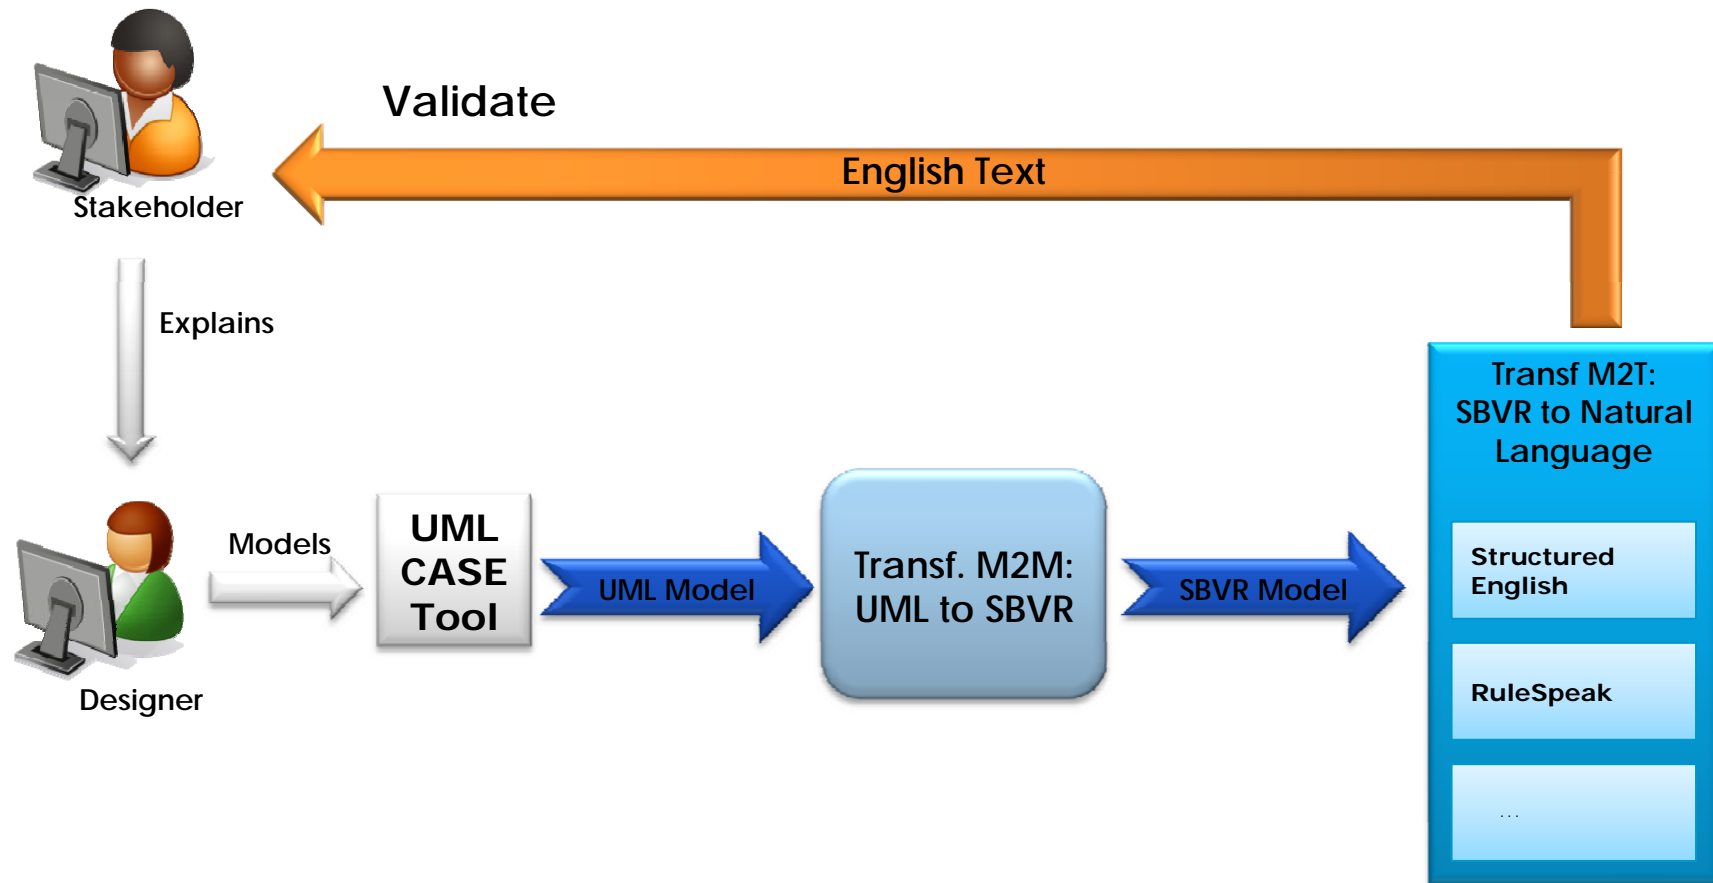 Validate
English Text
Stakeholder
Explains
Transf M2T:
SBVR to Natural
Language
Models
UML
CASE
Tool
UML Model
Transf. M2M:
UML to SBVR
SBVR Model
Structured
English
RuleSpeak
...
Designer